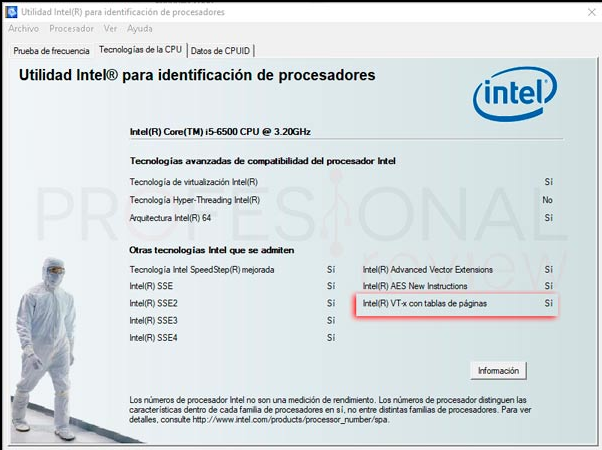 Utilidad Intel(R) para identificación de procesadores
Archivo Procesador Ver Ayuda
Prueba de frecuencia Tecnologías de la CPU Datos de CPUID
Utilidad Intel® para identificación de procesadores
intel
Intel(R) Core(TM) i5-6500 CPU @ 3.20GHz
Tecnologías avanzadas de compatibilidad del procesador Intel
Tecnología de virtualización Intel(R) Sí
Tecnología Hyper-Threading Intel(R) No
Arquitectura Intel(R) 64 Sí
PROFESIONAL
review
Otras tecnologías Intel que se admiten
Tecnología Intel SpeedStep(R) mejorada Sí Intel(R) Advanced Vector Extensions Sí
Intel(R) SSE Sí Intel(R) AES New Instructions Sí
Intel(R) SSE2 Sí Intel(R) VT-x con tablas de páginas Sí
Intel(R) SSE3 Sí
Intel(R) SSE4 Sí
Información
Los números de procesador Intel no son una medición de rendimiento. Los números de procesador distinguen las
características dentro de cada familia de procesadores en sí, no entre distintas familias de procesadores. Para ver
detalles, consulte http://www.intel.com/products/processor_number/spa.